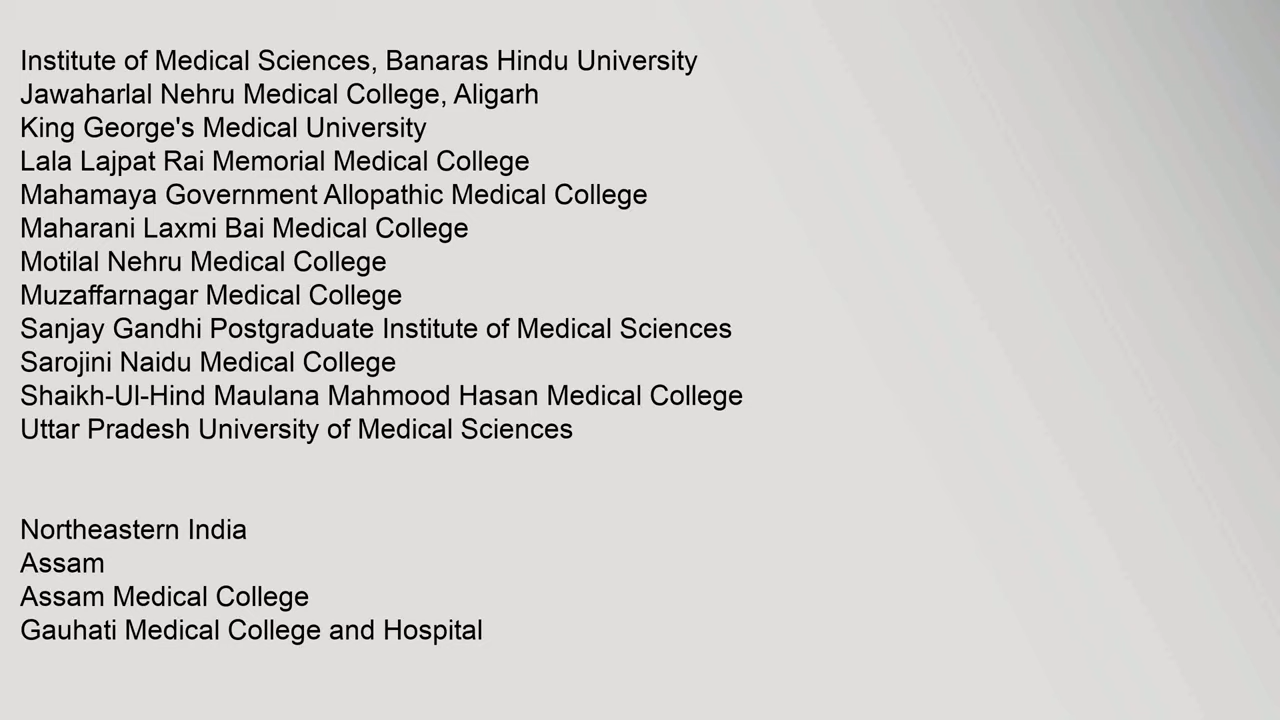 Institute of Medical Sciences, Banaras Hindu University
Jawaharlal Nehru Medical College, Aligarh
King George's Medical University
Lala Lajpat Rai Memorial Medical College
Mahamaya Government Allopathic Medical College
Maharani Laxmi Bai Medical College
Motilal Nehru Medical College
Muzaffarnagar Medical College
Sanjay Gandhi Postgraduate Institute of Medical Sciences
Sarojini Naidu Medical College
Shaikh-Ul-Hind Maulana Mahmood Hasan Medical College
Uttar Pradesh University of Medical Sciences
Northeastern India
Assam
Assam Medical College
Gauhati Medical College and Hospital